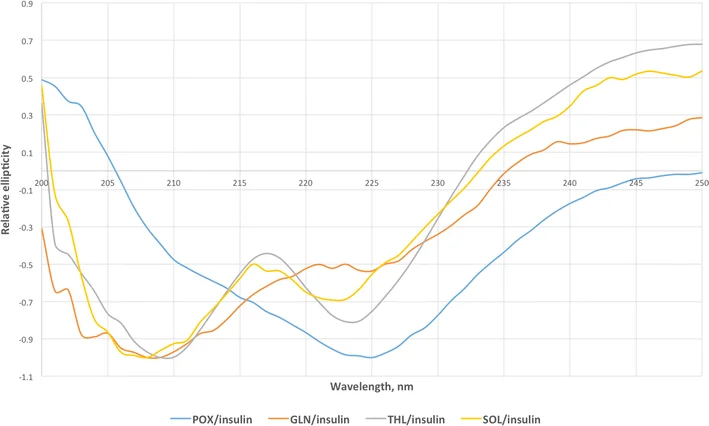 0.9
0.7
0.5
0.3
0.1
-0.1
-0.3
-0.5
-0.7
-0.9
-1.1
Relative ellipticity
200 205 210 215 220 225 230 235 240 245 250
Wavelength, nm
POX/insulin GLN/insulin THL/insulin SOL/insulin